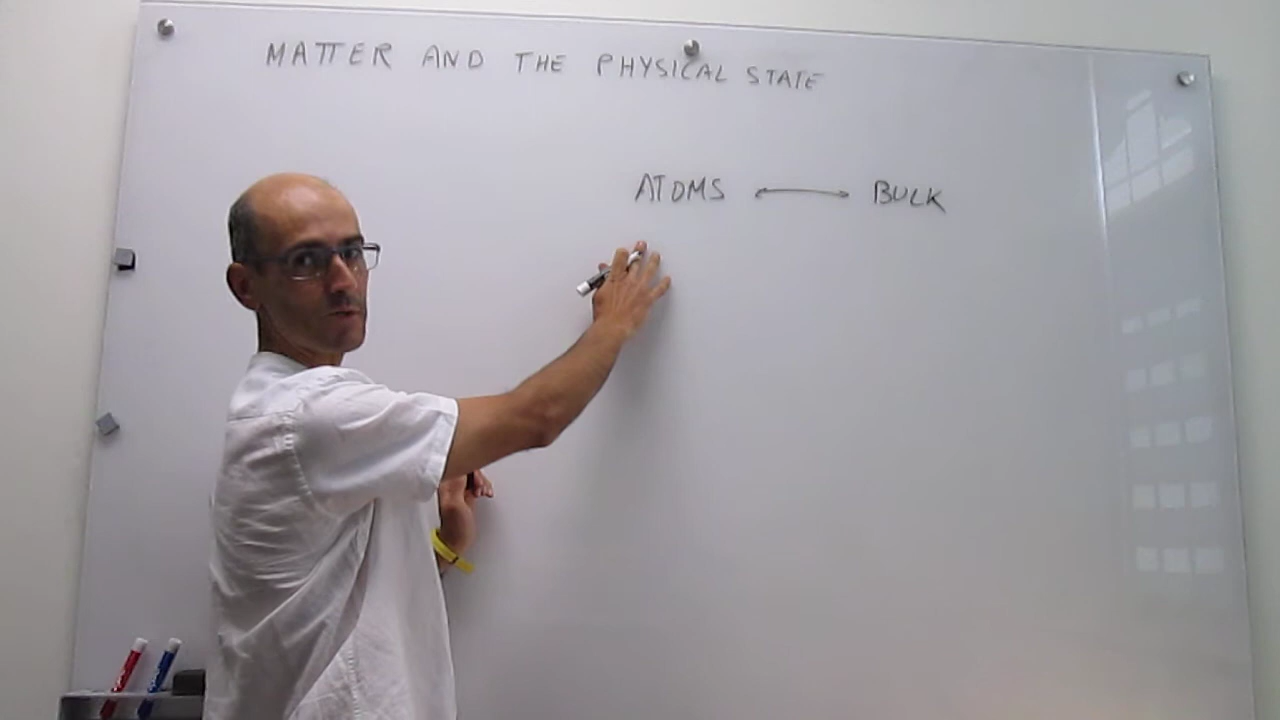 MATTER AND THE PHYSICAL STATE
ATOMS ⟷ BULK